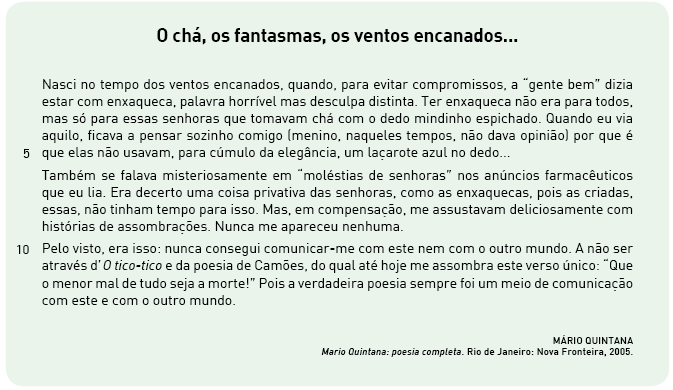 O chá, os fantasmas, os ventos encanados...
Nasci no tempo dos ventos encanados, quando, para evitar compromissos, a “gente bem” dizia
estar com enxaqueca, palavra horrível mas desculpa distinta. Ter enxaqueca não era para todos,
mas só para essas senhoras que tomavam chá com o dedo mindinho espichado. Quando eu via
aquilo, ficava a pensar sozinho comigo (menino, naqueles tempos, não dava opinião) por que é
5 que elas não usavam, para cúmulo da elegância, um laçarote azul no dedo...
Também se falava misteriosamente em “moléstias de senhoras” nos anúncios farmacêuticos
que eu lia. Era decerto uma coisa privativa das senhoras, como as enxaquecas, pois as criadas,
essas, não tinham tempo para isso. Mas, em compensação, me assustavam deliciosamente com
histórias de assombrações. Nunca me apareceu nenhuma.
10 Pelo visto, era isso: nunca consegui comunicar-me com este nem com o outro mundo. A não ser
através d’O tico-tico e da poesia de Camões, do qual até hoje me assombra este verso único: “Que
o menor mal de tudo seja a morte!” Pois a verdadeira poesia sempre foi um meio de comunicação
com este e com o outro mundo.
MÁRIO QUINTANA
Mario Quintana: poesia completa. Rio de Janeiro: Nova Fronteira, 2005.